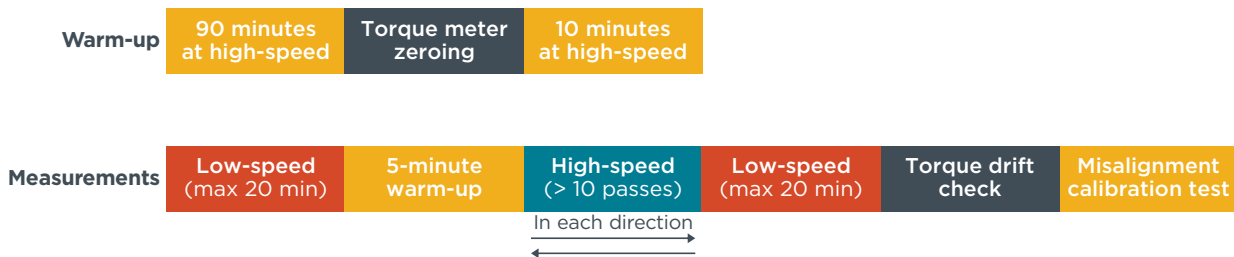 Warm-up
90 minutes
at high-speed
Torque meter
zeroing
10 minutes
at high-speed
Measurements
Low-speed
(max 20 min)
5-minute
warm-up
High-speed
(> 10 passes)
Low-speed
(max 20 min)
Torque drift
check
Misalignment
calibration test
In each direction